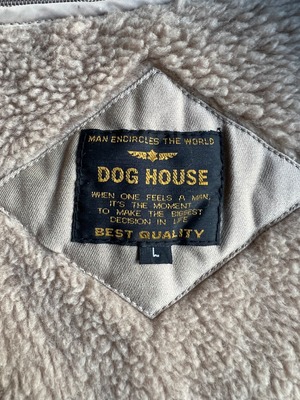 MAN ENCIRCLES THE WORLD
DOG HOUSE
WHEN ONE FEELS A MAN,
IT'S THE MOMENT
TO MAKE THE BIGGEST
DECISION IN LIFE
BEST QUALITY
L